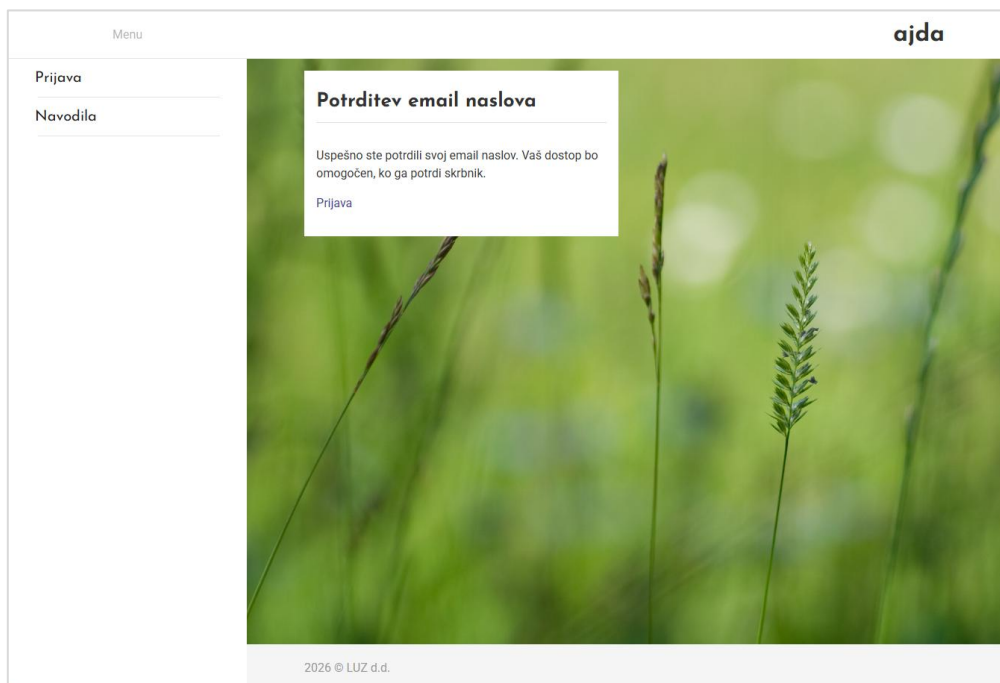 Menu
ajda
Prijava
Navodila
Potrditev email naslova
Uspešno ste potrdili svoj email naslov. Vaš dostop bo
omogočen, ko ga potrdi skrbnik.
Prijava
2026 © LUZ d.d.